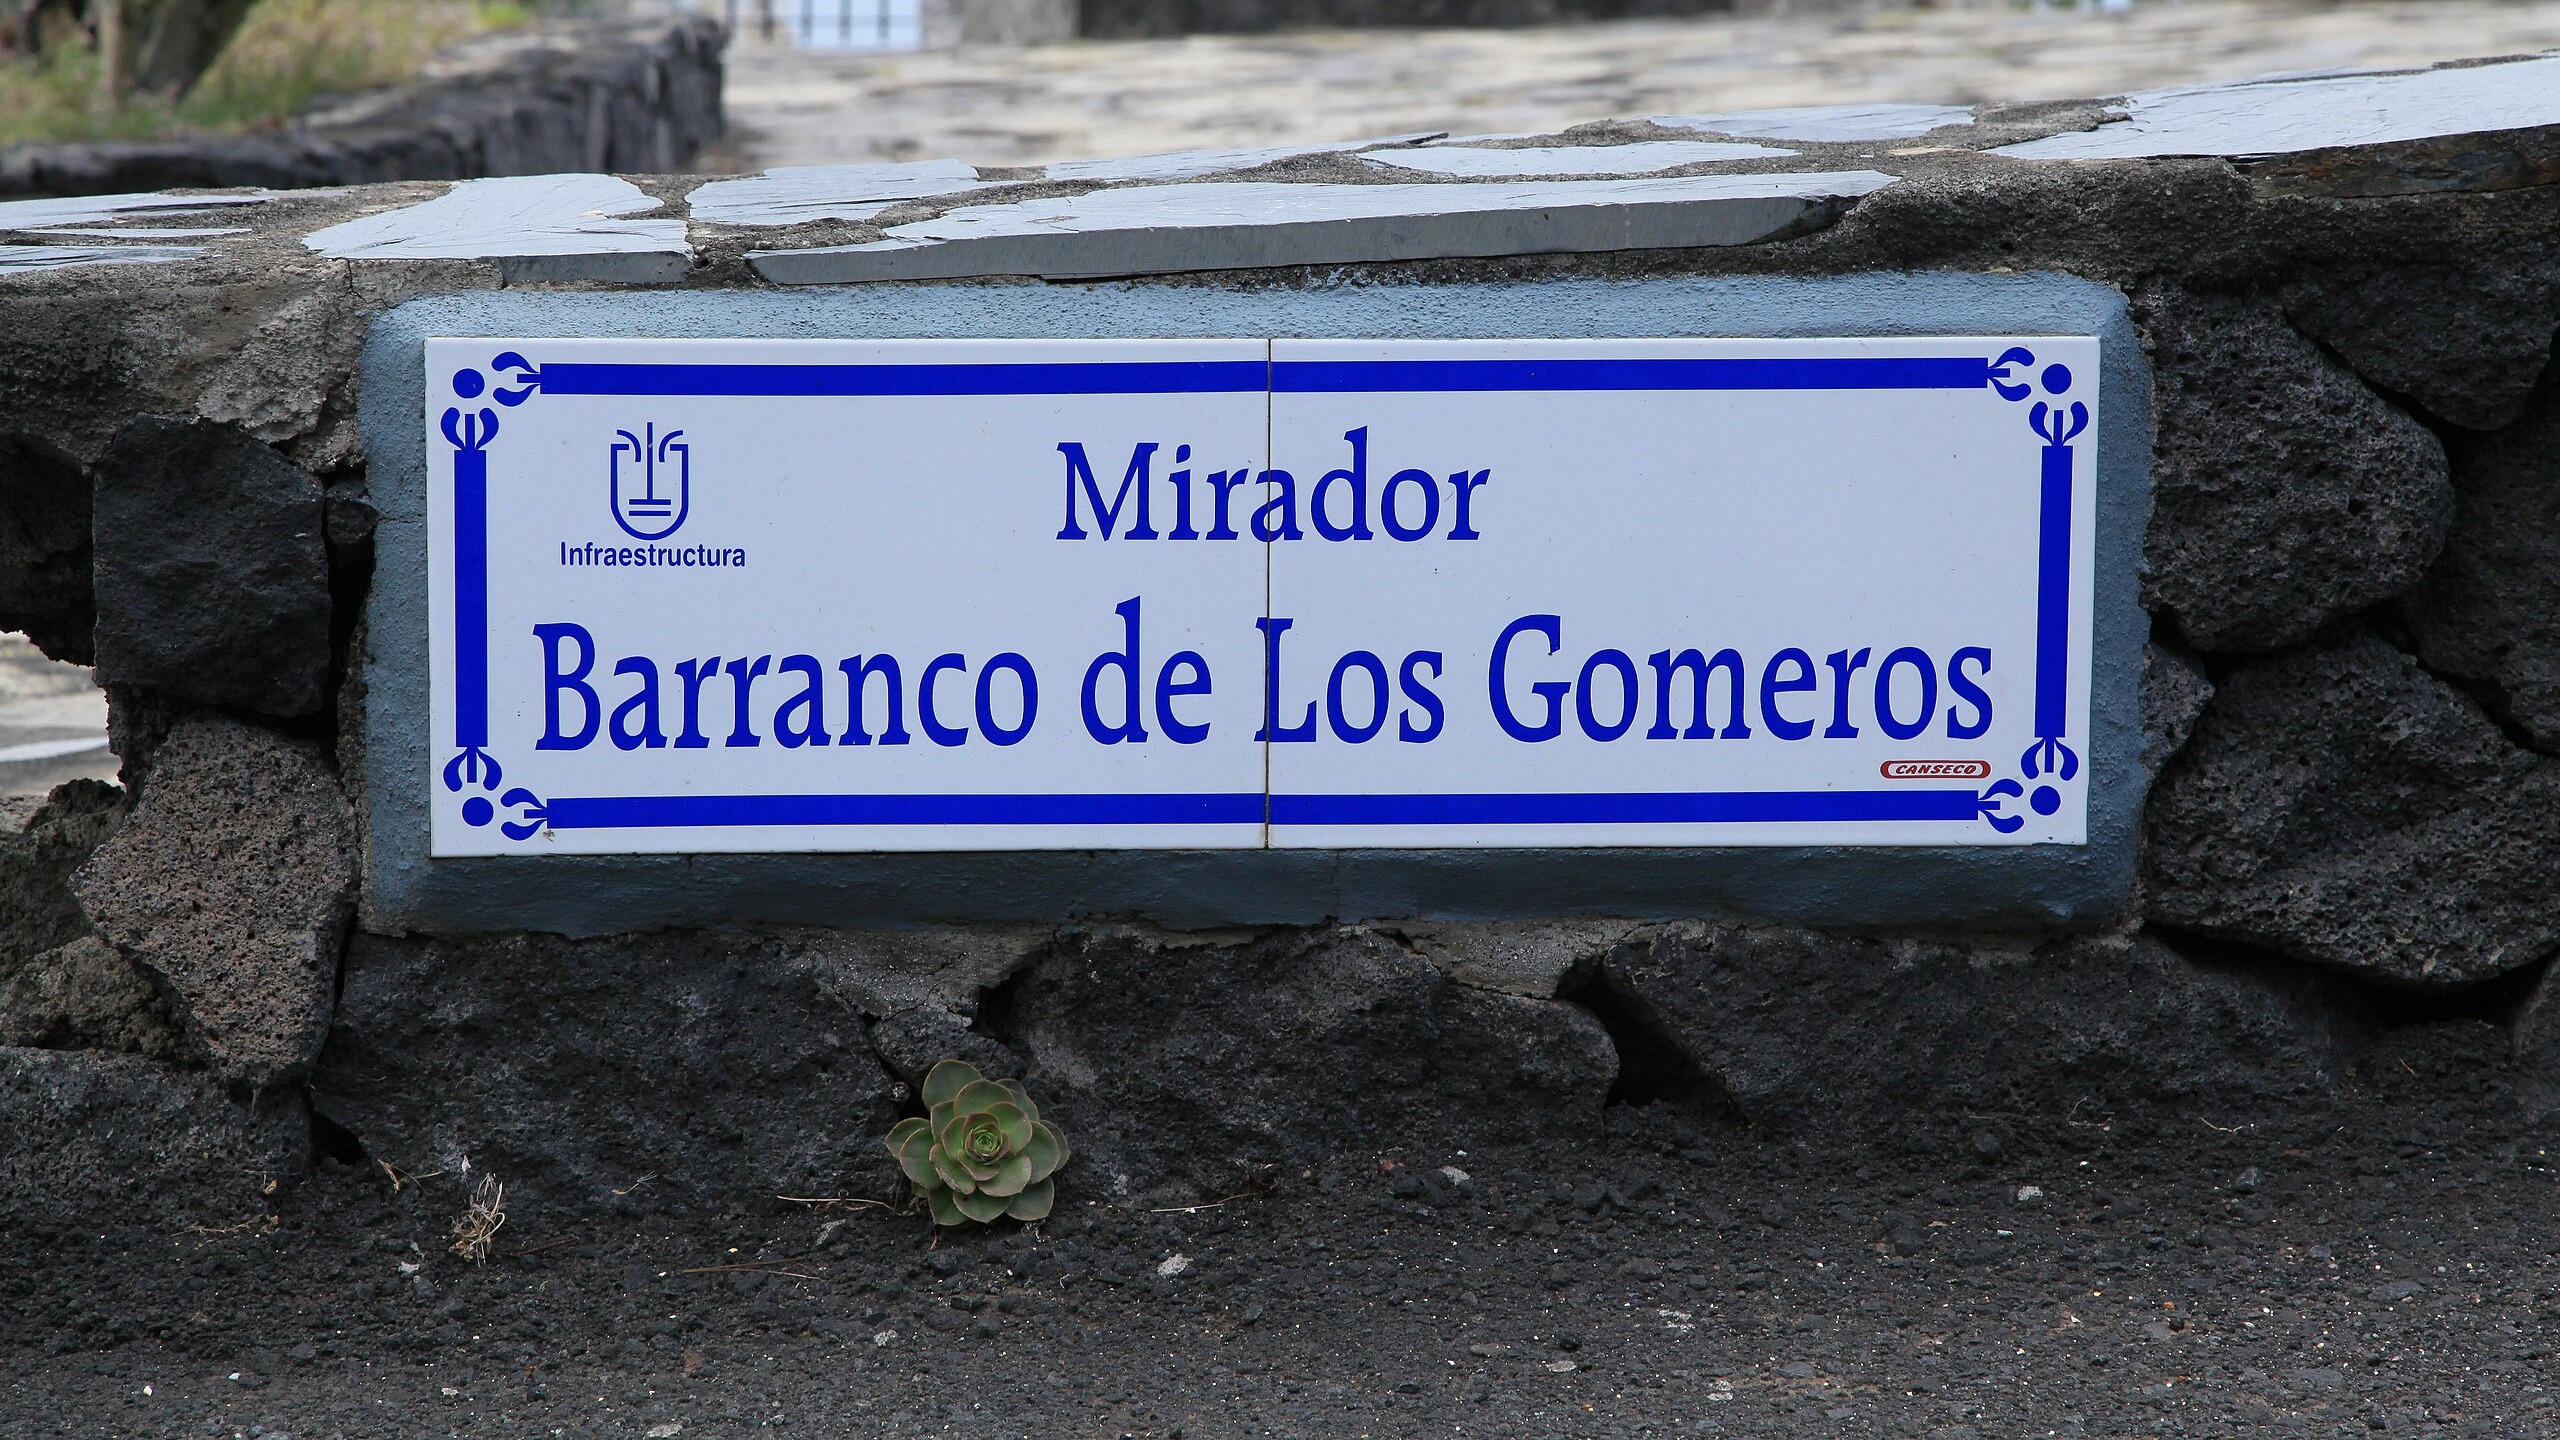 Infraestructura
Mirador
Barranco de Los Gomeros
CANSECO